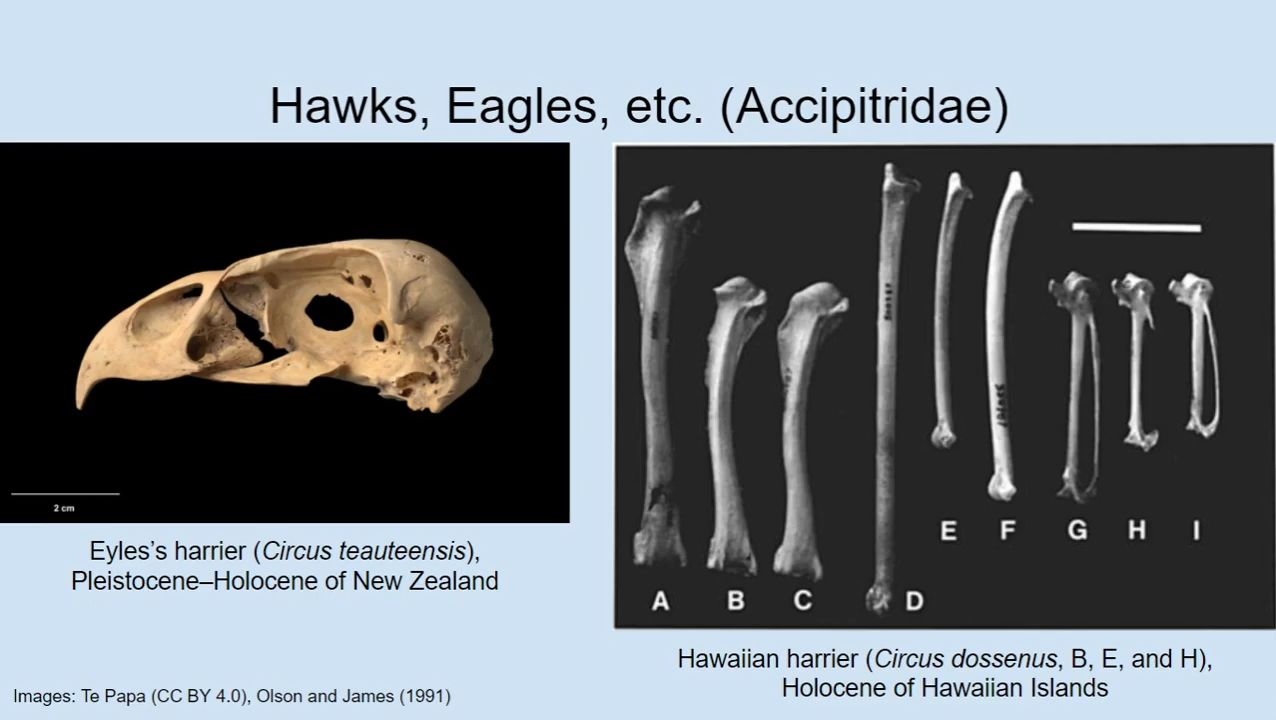 Hawks, Eagles, etc. (Accipitridae)
2 cm
Eyles’s harrier (Circus teauteensis),
Pleistocene–Holocene of New Zealand
A B C D E F G H I
Hawaiian harrier (Circus dossenus, B, E, and H),
Holocene of Hawaiian Islands
Images: Te Papa (CC BY 4.0), Olson and James (1991)